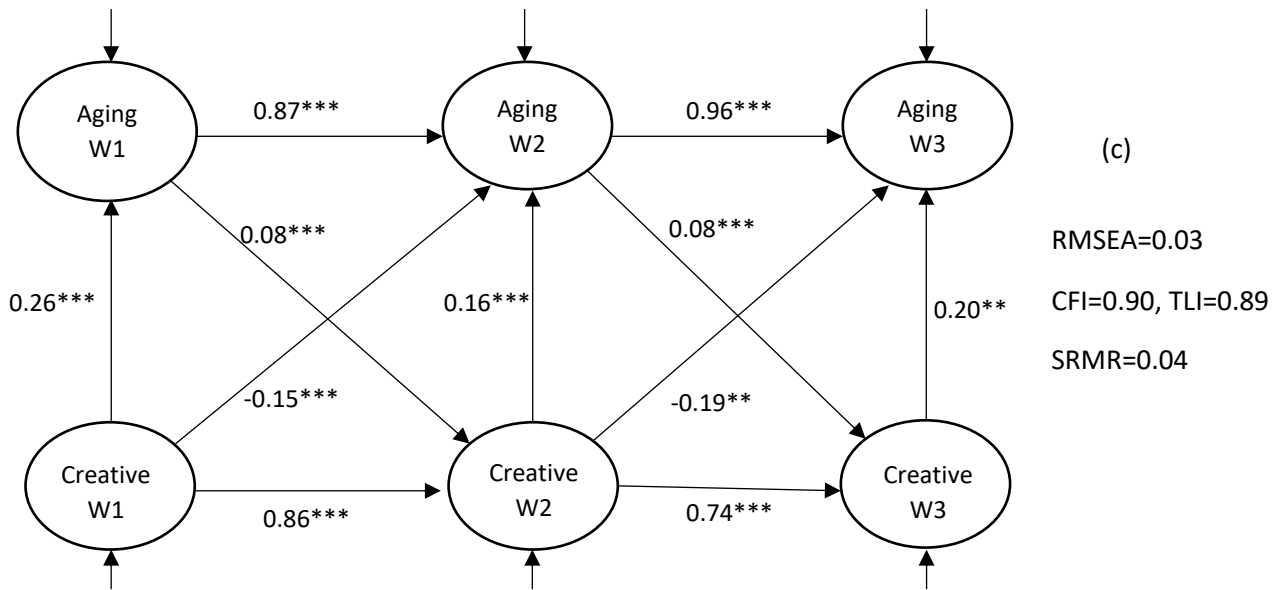 Aging
W1
0.87***
Aging
W2
0.96***
Aging
W3
(c)
0.08***
0.08***
RMSEA=0.03
0.26***
0.16***
0.20**
CFI=0.90, TLI=0.89
SRMR=0.04
-0.15***
-0.19**
Creative
W1
0.86***
Creative
W2
0.74***
Creative
W3